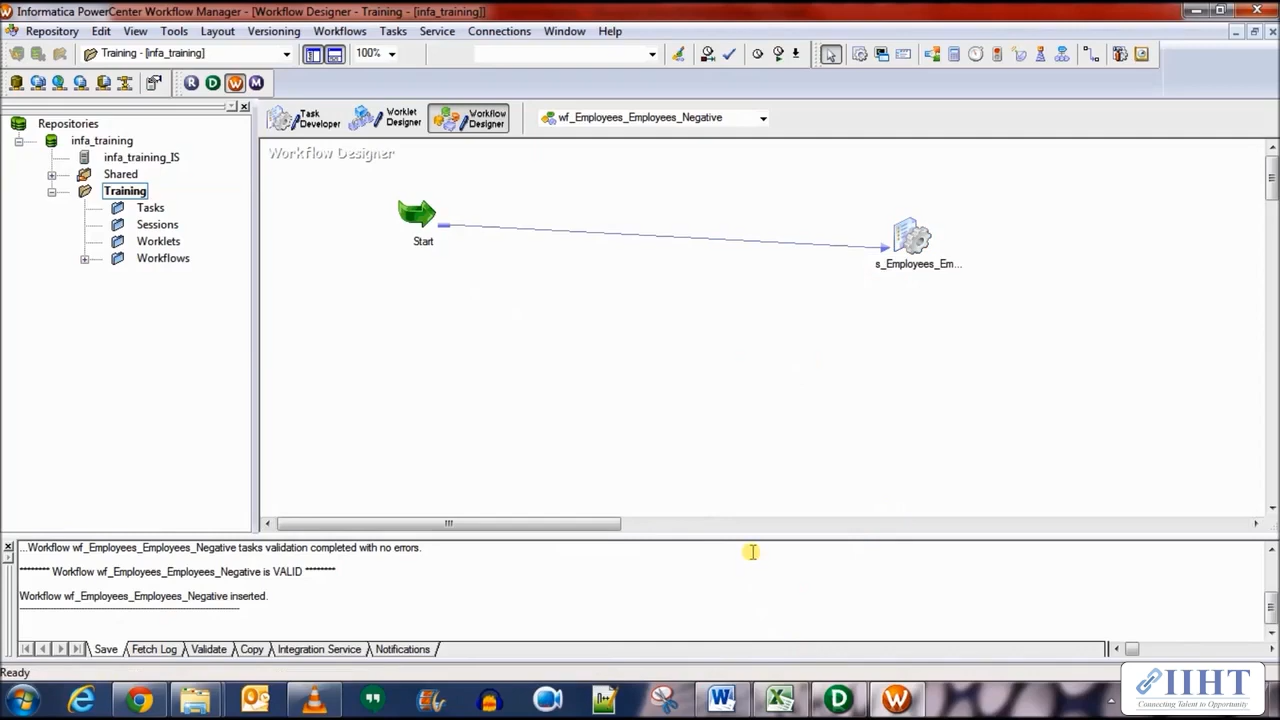 Informatica PowerCenter Workflow Manager - [Workflow Designer - Training - [infa_training]]
Repository Edit View Tools Layout Versioning Workflows Tasks Service Connections Window Help
Training - [infa_training] 100%
R D W M
Task Developer Worklet Designer Workflow Designer wf_Employees_Employees_Negative
Repositories
infa_training
infa_training_IS
Shared
Training
Tasks
Sessions
Worklets
Workflows
Workflow Designer
Start
s_Employees_Em...
...Workflow wf_Employees_Employees_Negative tasks validation completed with no errors.
******** Workflow wf_Employees_Employees_Negative is VALID ********
Workflow wf_Employees_Employees_Negative inserted.
Save Fetch Log Validate Copy Integration Service Notifications
Ready
IIHT
Connecting Talent to Opportunity